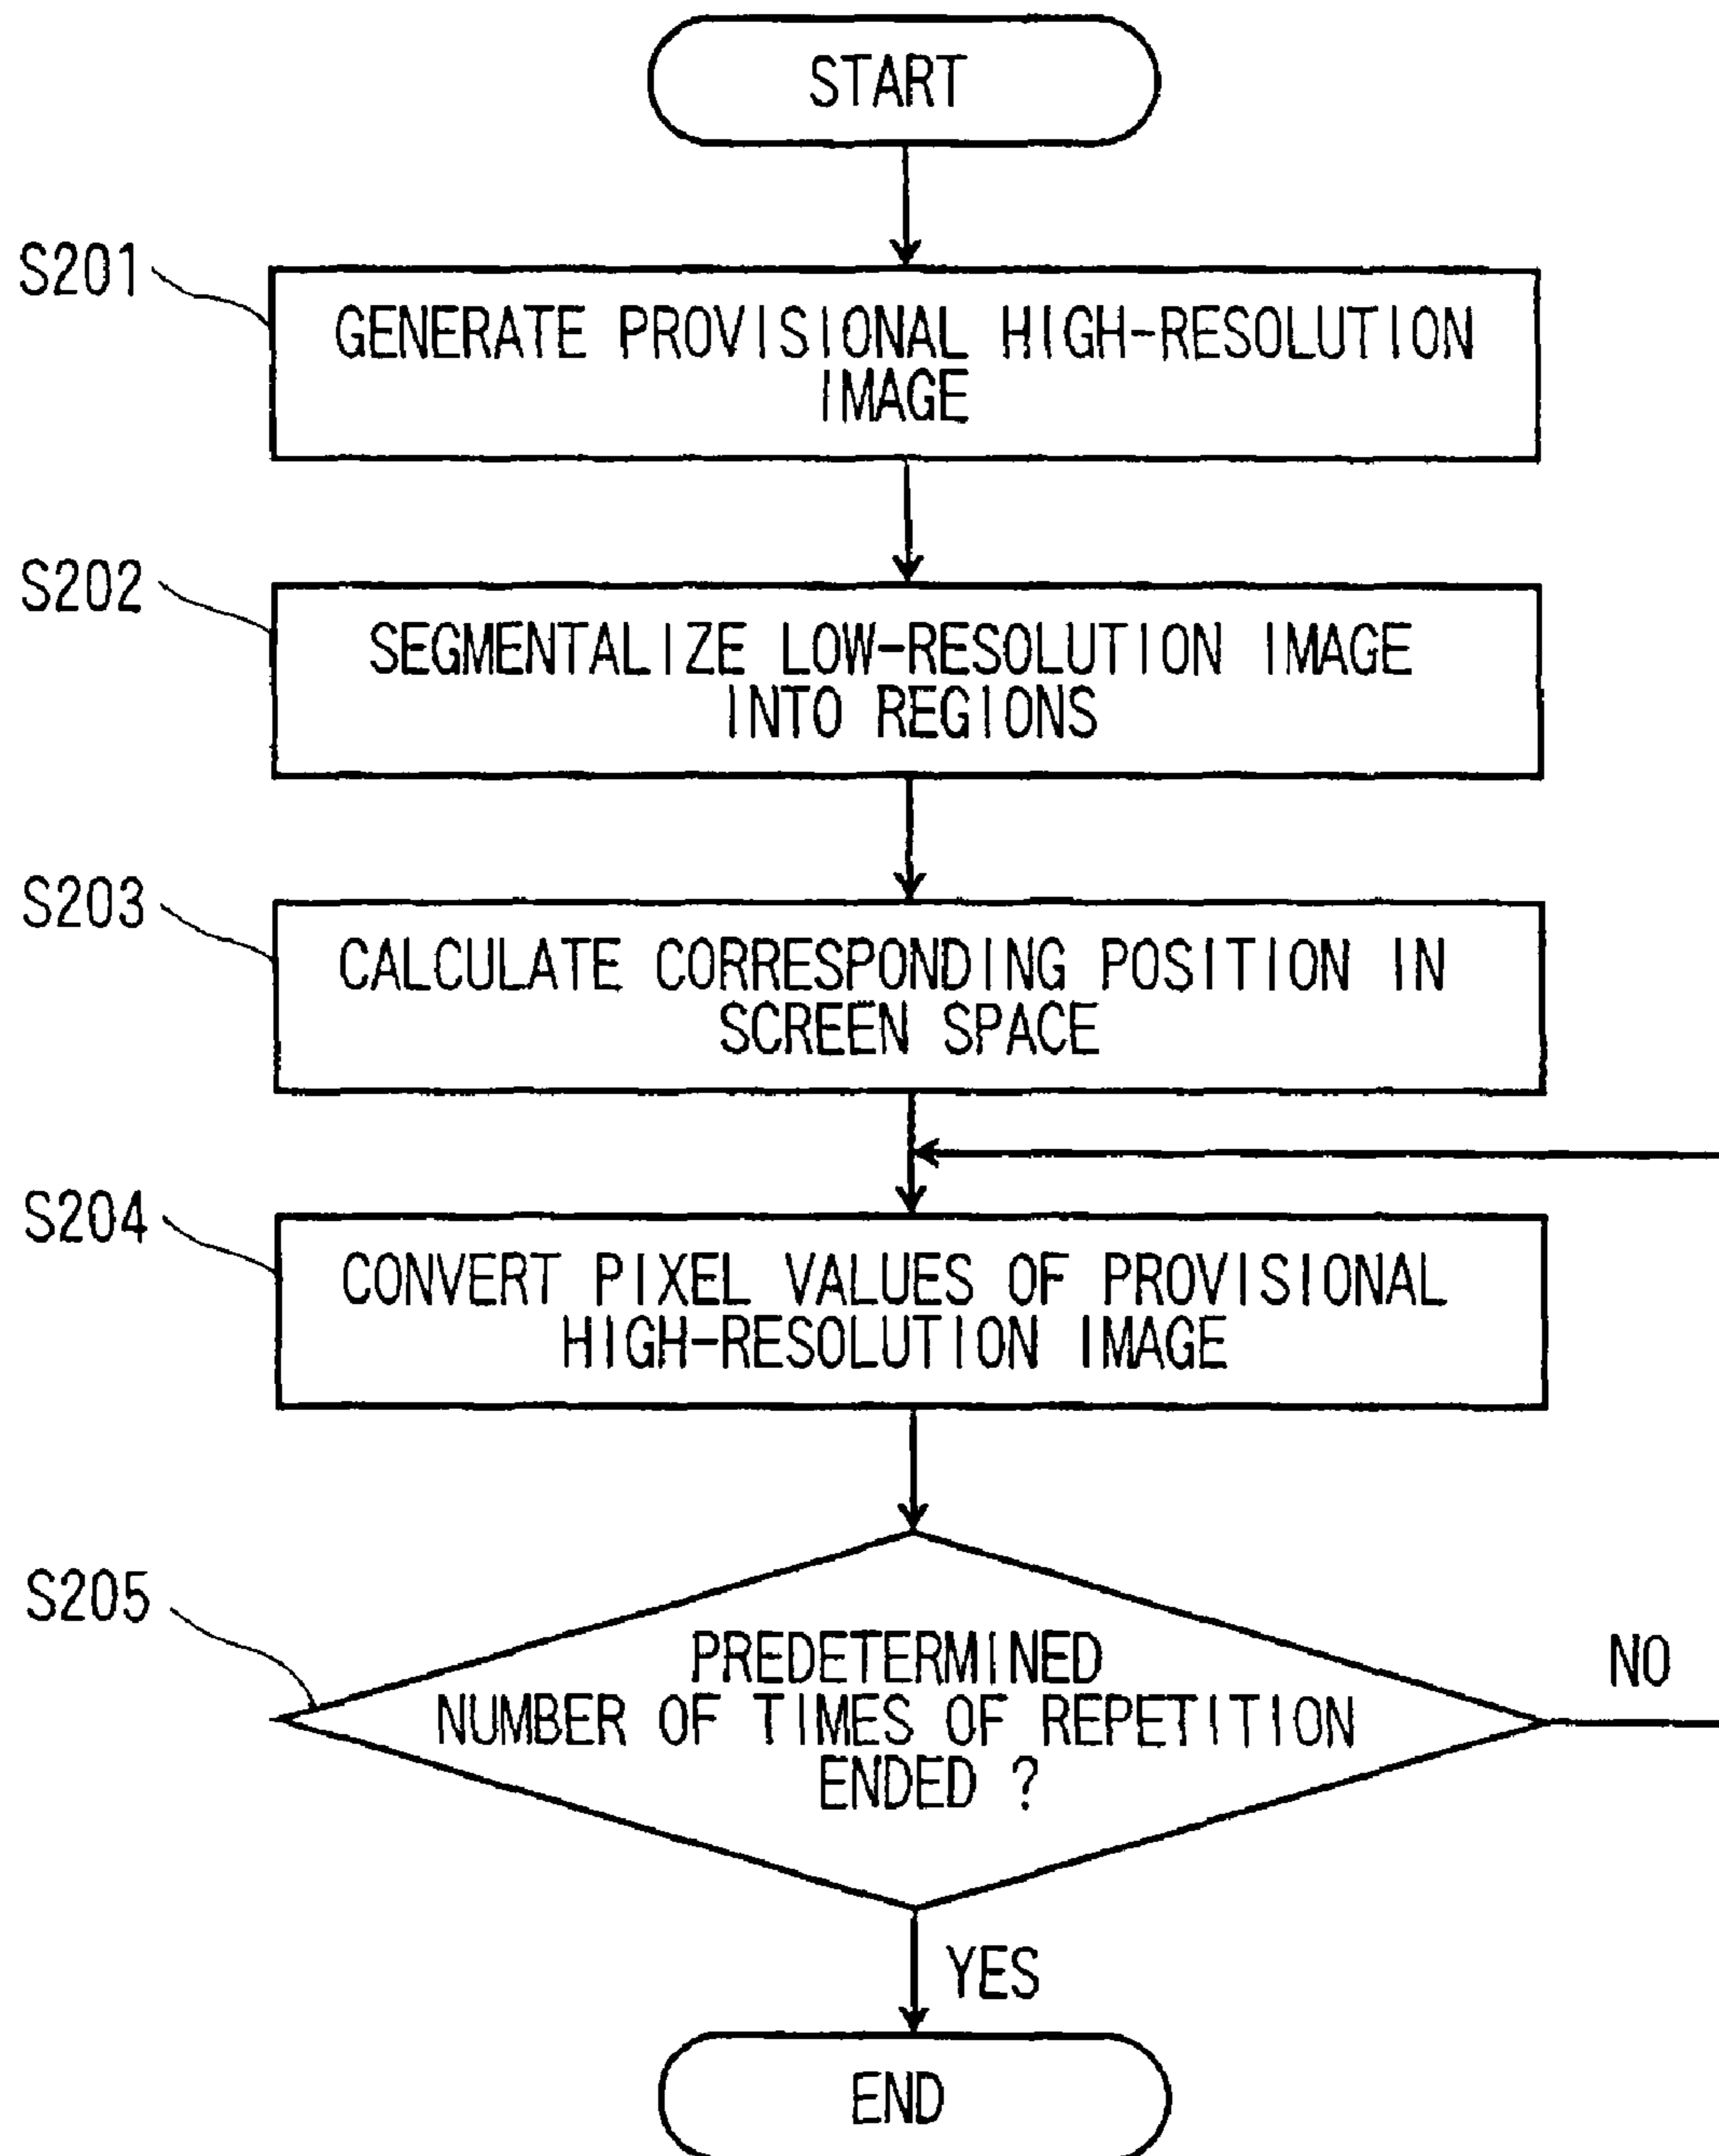 START
S201
GENERATE PROVISIONAL HIGH-RESOLUTION
IMAGE
S202
SEGMENTALIZE LOW-RESOLUTION IMAGE
INTO REGIONS
S203
CALCULATE CORRESPONDING POSITION IN
SCREEN SPACE
S204
CONVERT PIXEL VALUES OF PROVISIONAL
HIGH-RESOLUTION IMAGE
S205
PREDETERMINED
NUMBER OF TIMES OF REPETITION
ENDED ?
NO
YES
END